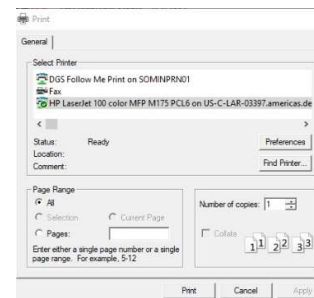 Print
General
Select Printer
DGS Follow Me Print on SOMINPRN01
Fax
HP LaserJet 100 color MFP M175 PCL6 on US-C-LAR-03397.americas.de
Status: Ready Preferences
Location:
Comment: Find Printer...
Page Range
All
Selection Current Page
Pages:
Enter either a single page number or a single
page range. For example, 5-12
Number of copies: 1
Collate
1 1 2 2 3 3
Print Cancel Apply